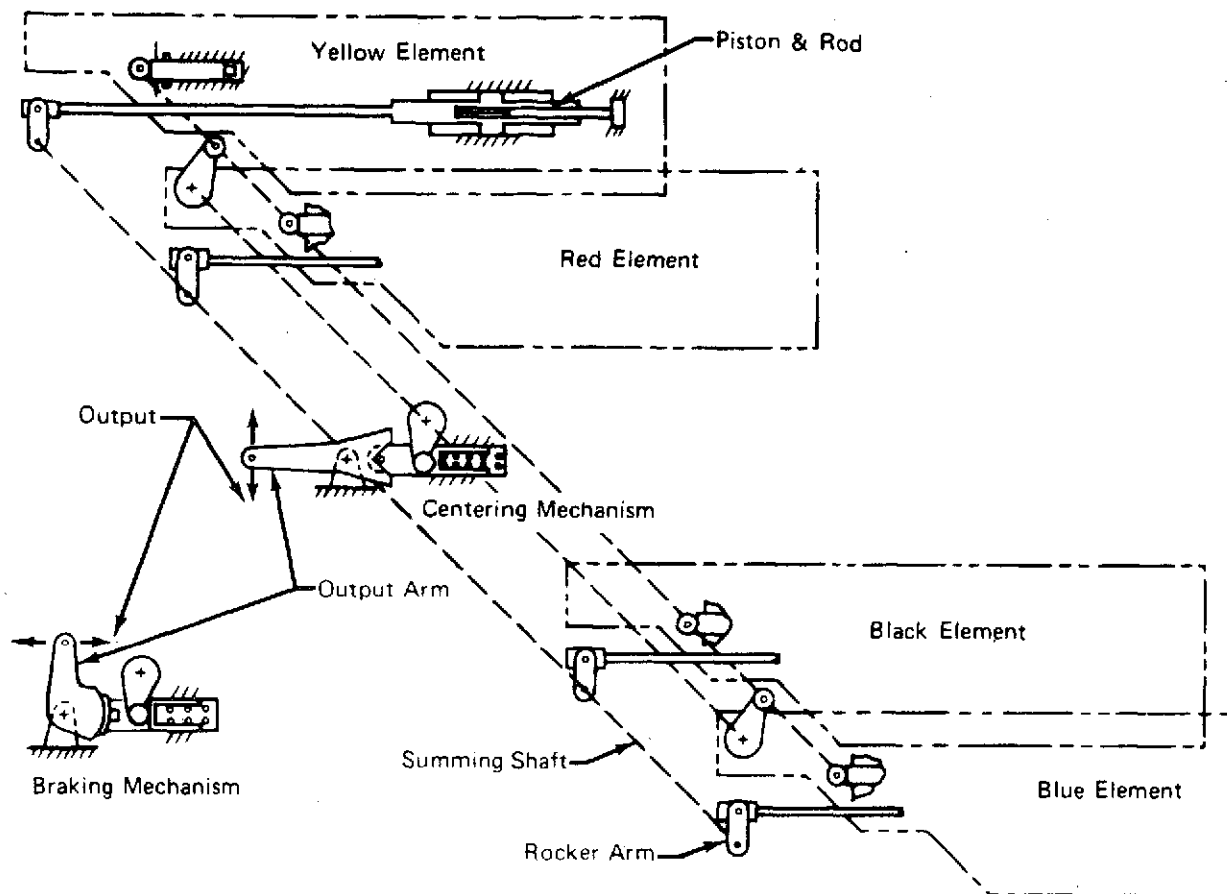 Yellow Element
Piston & Rod
Red Element
Output
Centering Mechanism
Output Arm
Black Element
Summing Shaft
Braking Mechanism
Blue Element
Rocker Arm